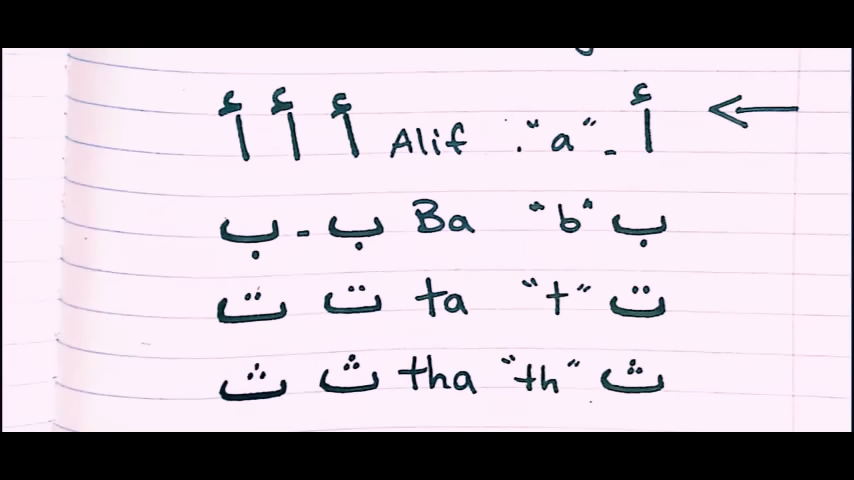 أ - "a" Alif أ أ أ
ب "b" Ba ب - ب
ت "t" ta ت ت
ث "th" tha ث ث